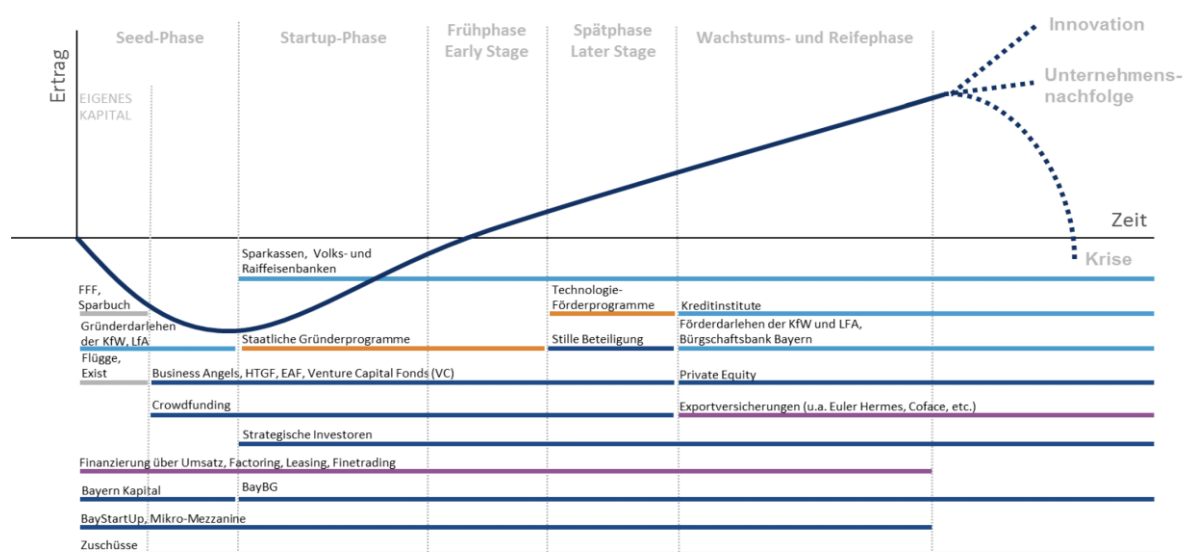 Seed-Phase
Startup-Phase
Frühphase
Early Stage
Spätphase
Later Stage
Wachstums- und Reifephase
Innovation
Unternehmens-
nachfolge
Ertrag
EIGENES
KAPITAL
Zeit
Krise
Sparkassen, Volks- und
Raiffeisenbanken
FFF,
Sparbuch
Technologie-
Förderprogramme
Kreditinstitute
Gründerdarlehen
der KfW, LfA
Staatliche Gründerprogramme
Stille Beteiligung
Förderdarlehen der KfW und LFA,
Bürgschaftsbank Bayern
Flügge,
Exist
Business Angels, HTGF, EAF, Venture Capital Fonds (VC)
Private Equity
Crowdfunding
Exportversicherungen (u.a. Euler Hermes, Coface, etc.)
Strategische Investoren
Finanzierung über Umsatz, Factoring, Leasing, Finetrading
Bayern Kapital
BayBG
BayStartUp, Mikro-Mezzanine
Zuschüsse